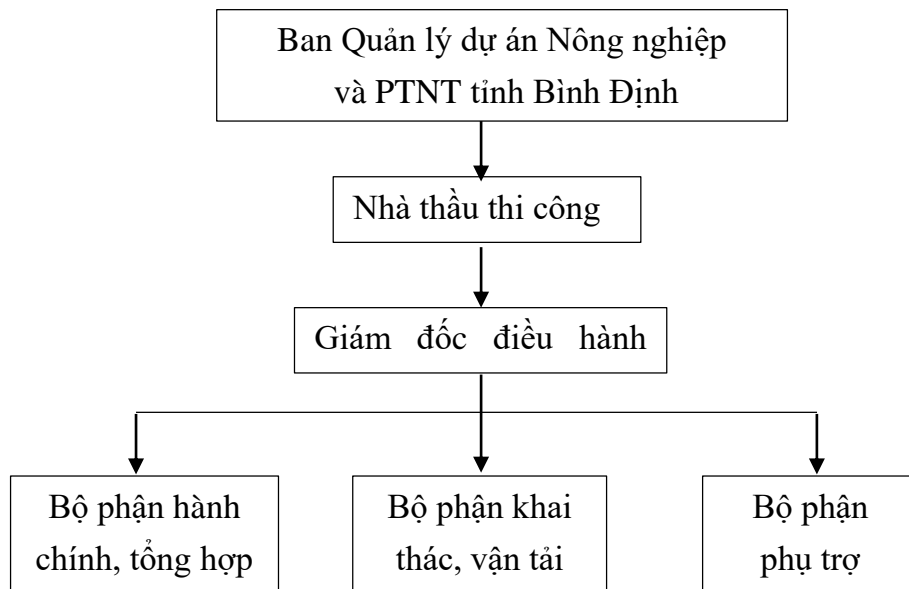 Ban Quản lý dự án Nông nghiệp
và PTNT tỉnh Bình Định
Nhà thầu thi công
Giám đốc điều hành
Bộ phận hành
chính, tổng hợp
Bộ phận khai
thác, vận tải
Bộ phận
phụ trợ